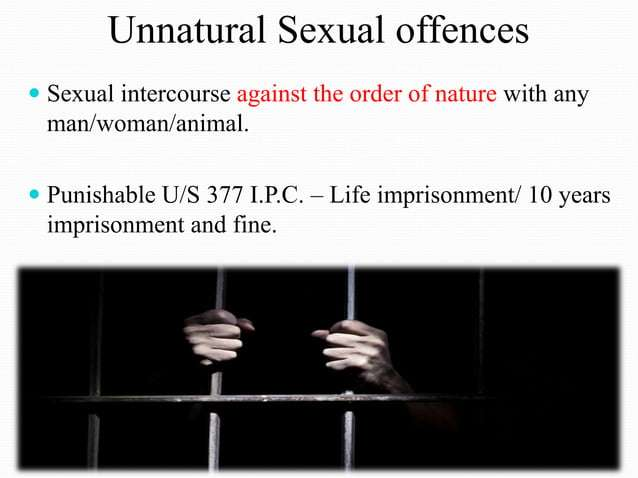 Unnatural Sexual offences
Sexual intercourse against the order of nature with any
man/woman/animal.
Punishable U/S 377 I.P.C. – Life imprisonment/ 10 years
imprisonment and fine.